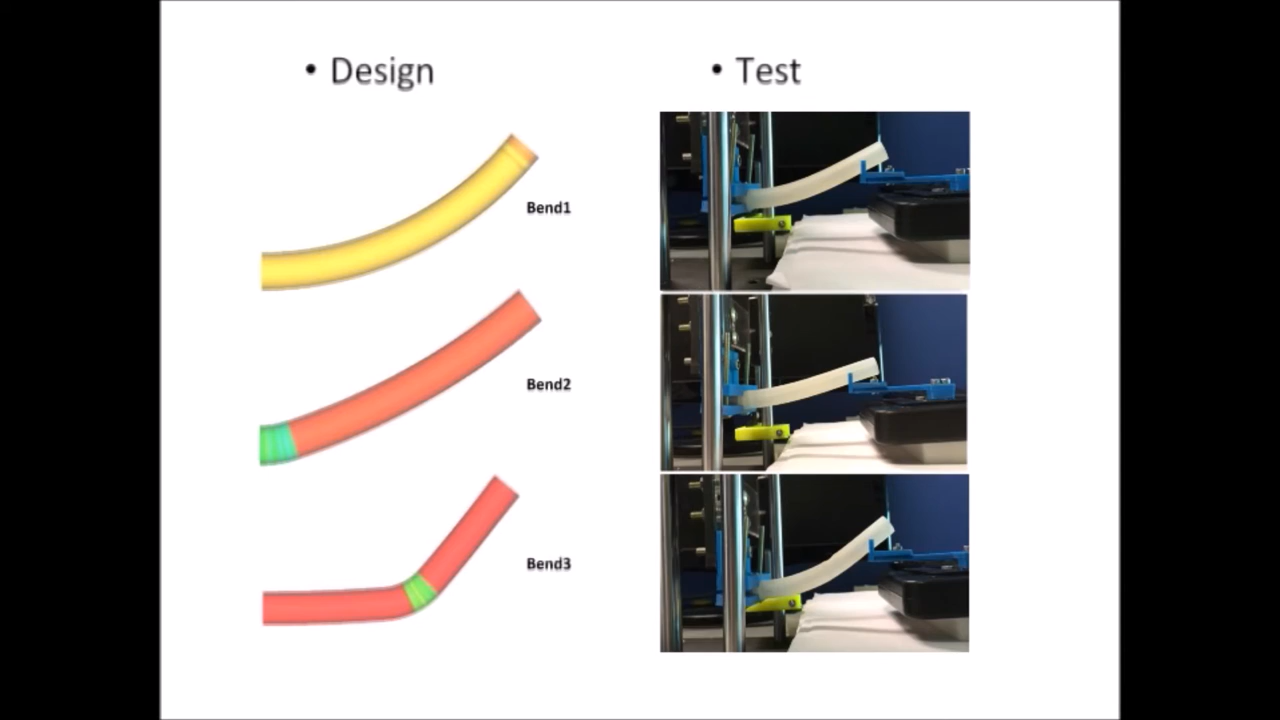 • Design
• Test
Bend1
Bend2
Bend3